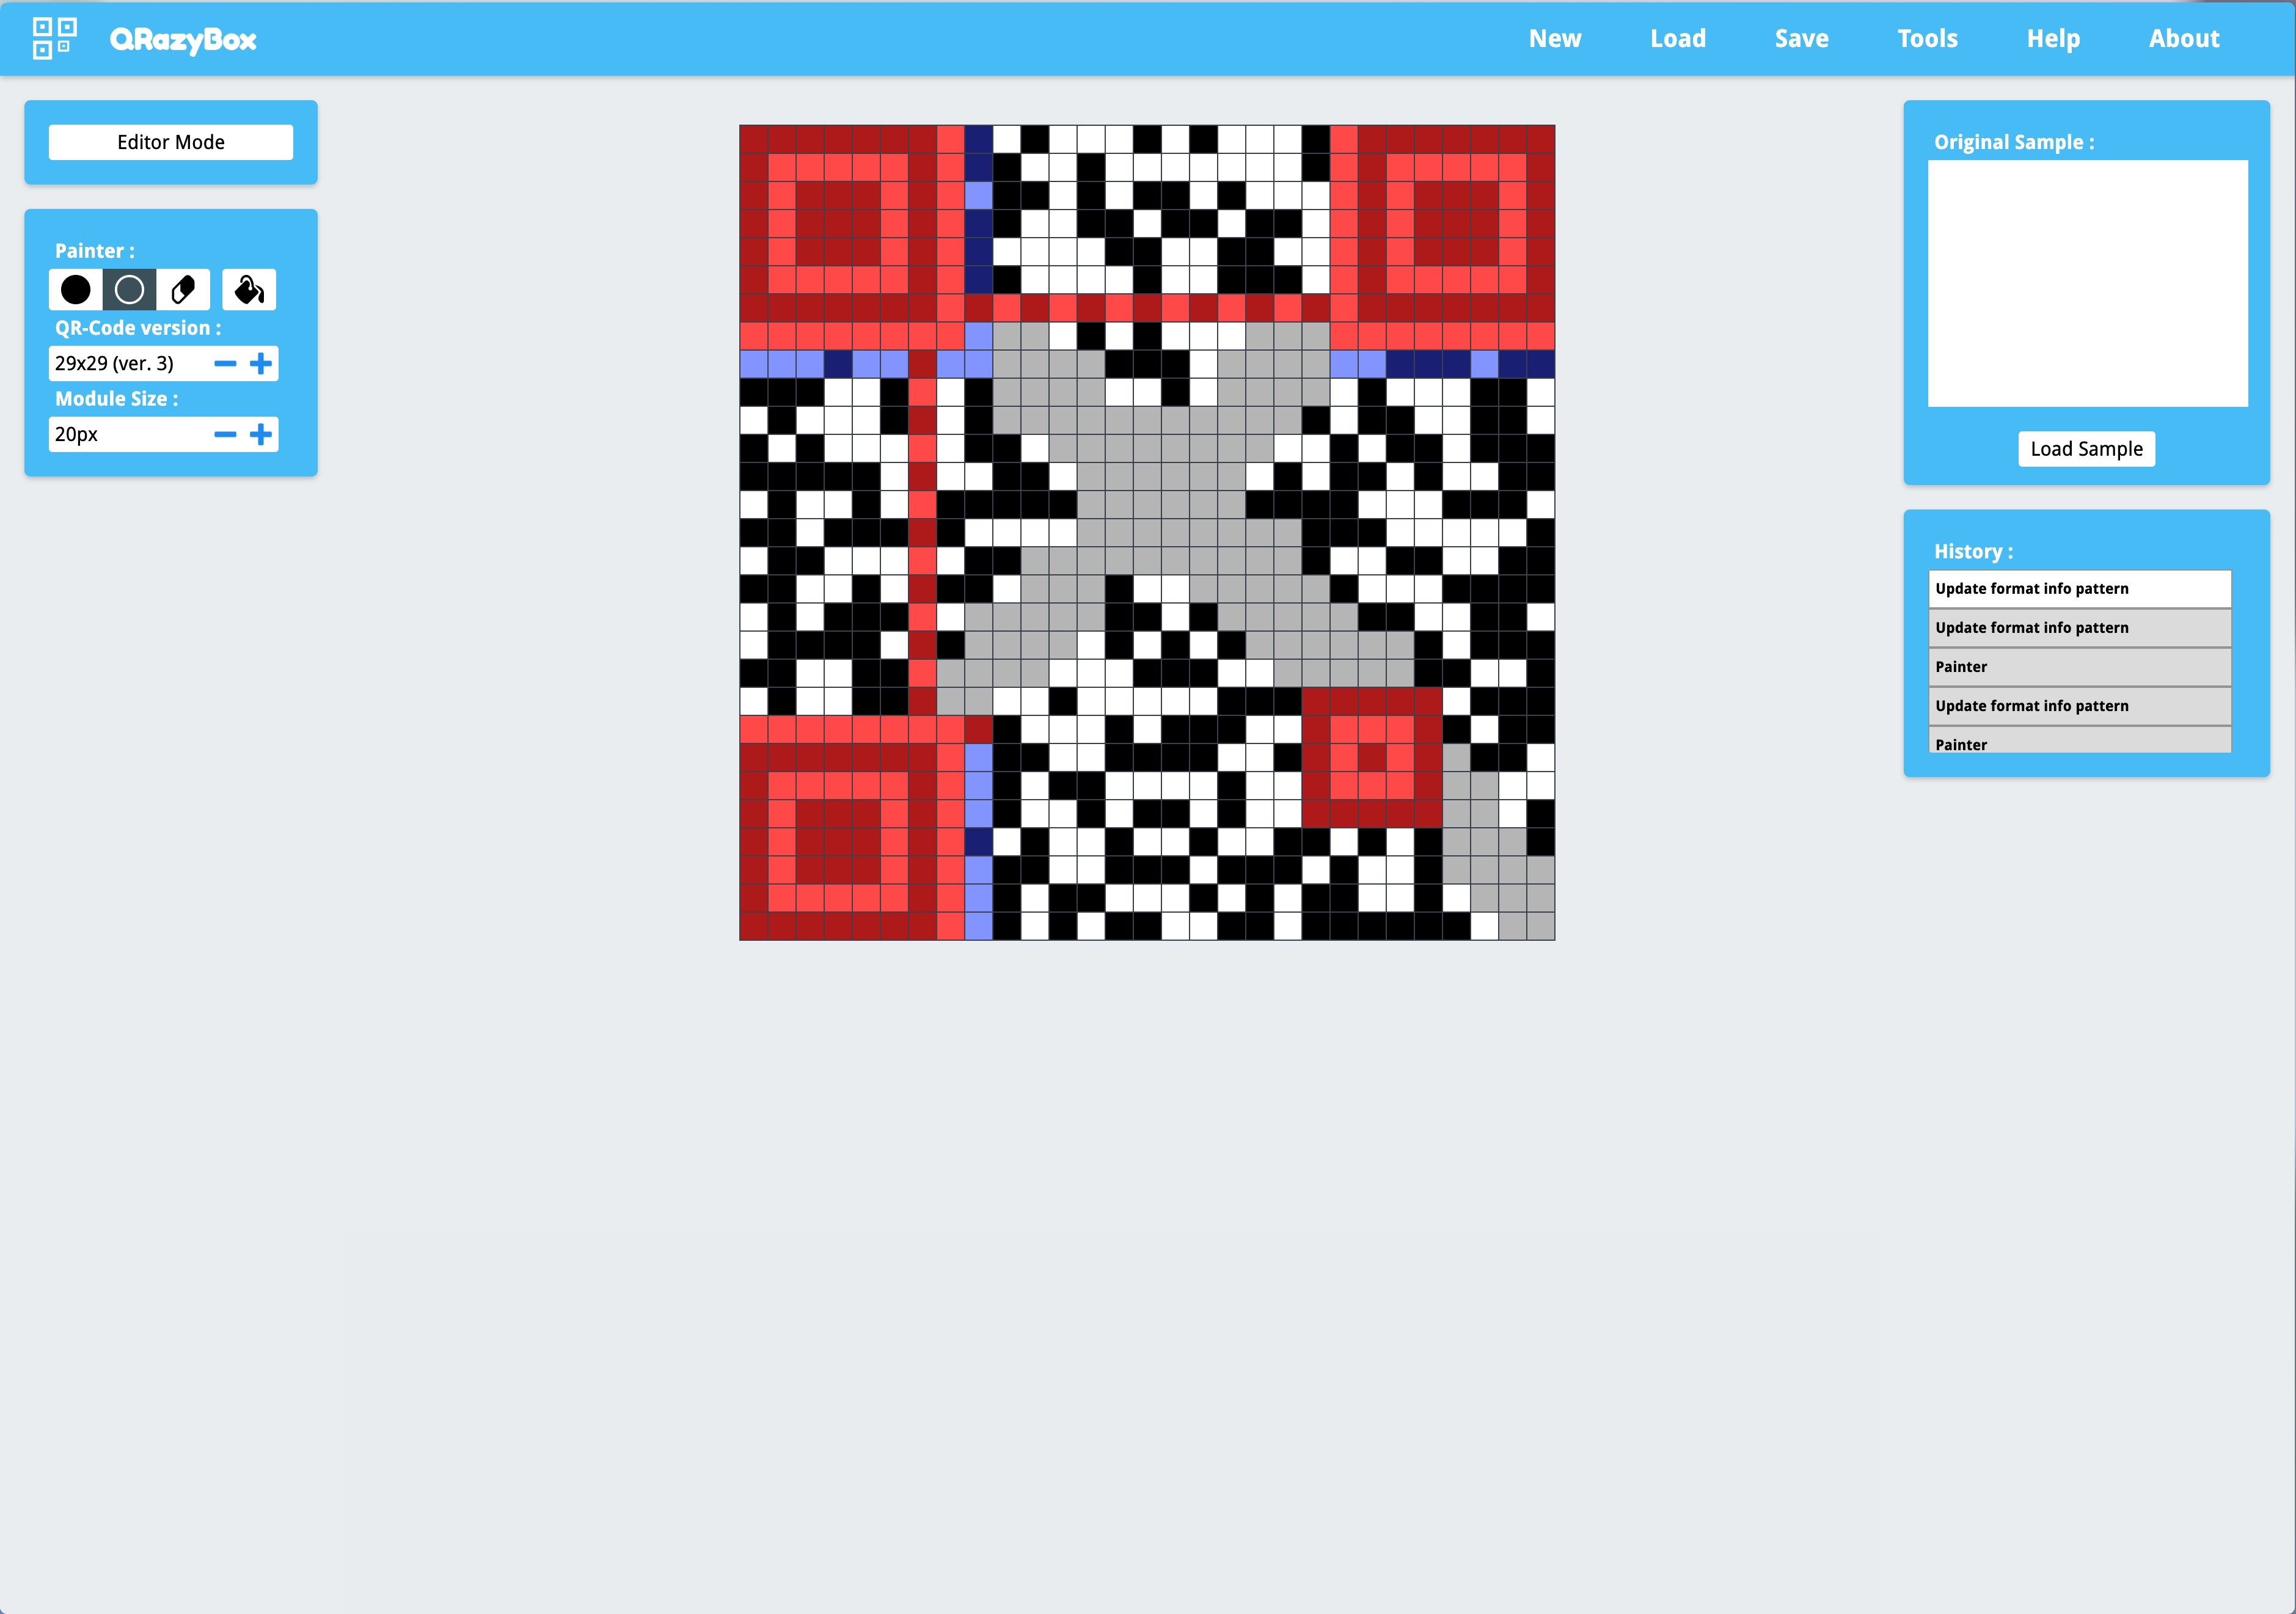 QRazyBox
New
Load
Save
Tools
Help
About
Editor Mode
Painter :
QR-Code version :
29x29 (ver. 3)
Module Size :
20px
Original Sample :
Load Sample
History :
Update format info pattern
Update format info pattern
Painter
Update format info pattern
Painter